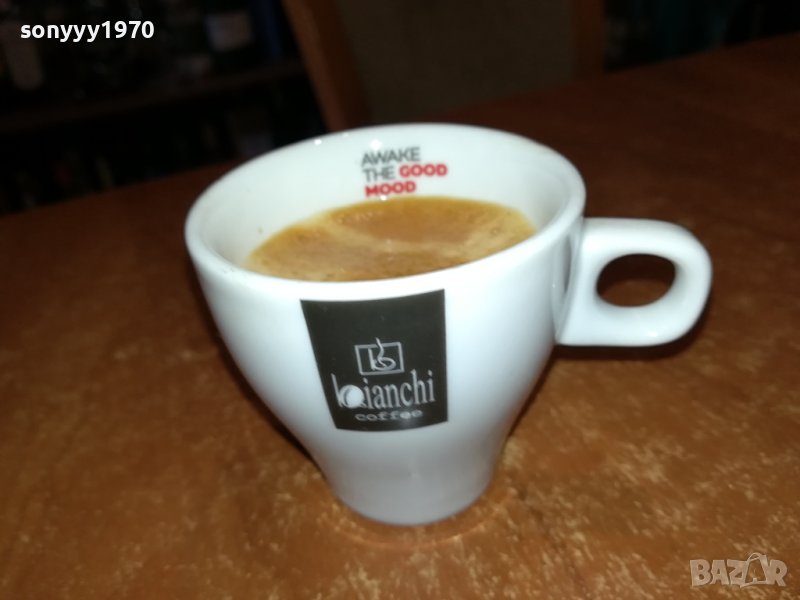 sonyyy1970
AWAKE
THE GOOD
MOOD
bianchi
coffee
BAZAR